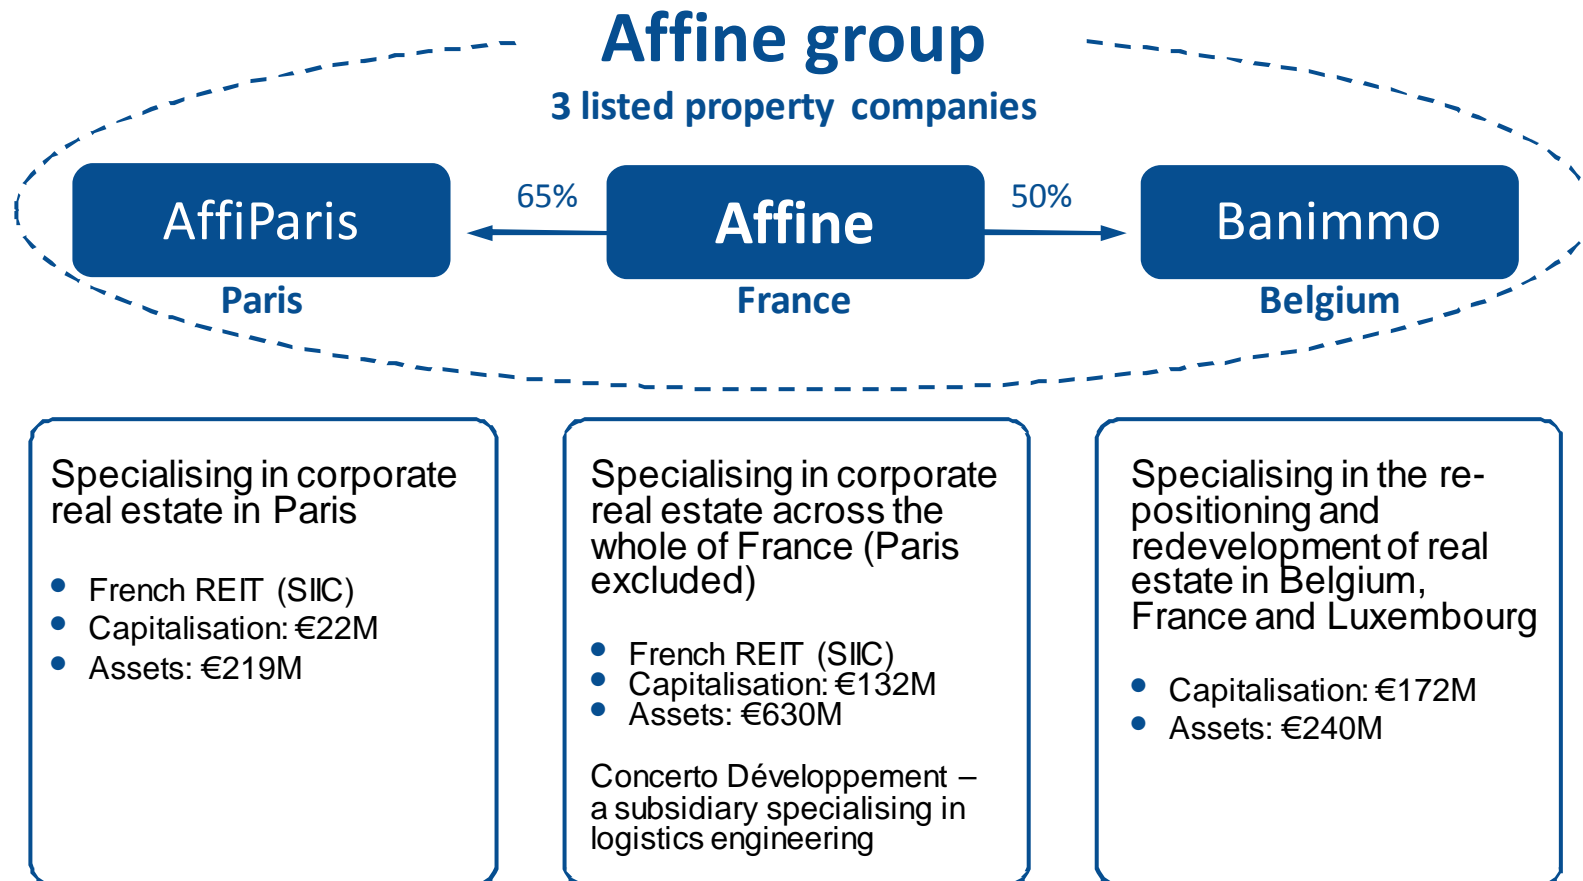 Affine group
3 listed property companies
AffiParis
65%
Affine
50%
Banimmo
Paris
France
Belgium
Specialising in corporate
real estate in Paris
• French REIT (SIIC)
• Capitalisation: €22M
• Assets: €219M
Specialising in corporate
real estate across the
whole of France (Paris
excluded)
• French REIT (SIIC)
• Capitalisation: €132M
• Assets: €630M
Concerto Développement –
a subsidiary specialising in
logistics engineering
Specialising in the re-
positioning and
redevelopment of real
estate in Belgium,
France and Luxembourg
• Capitalisation: €172M
• Assets: €240M